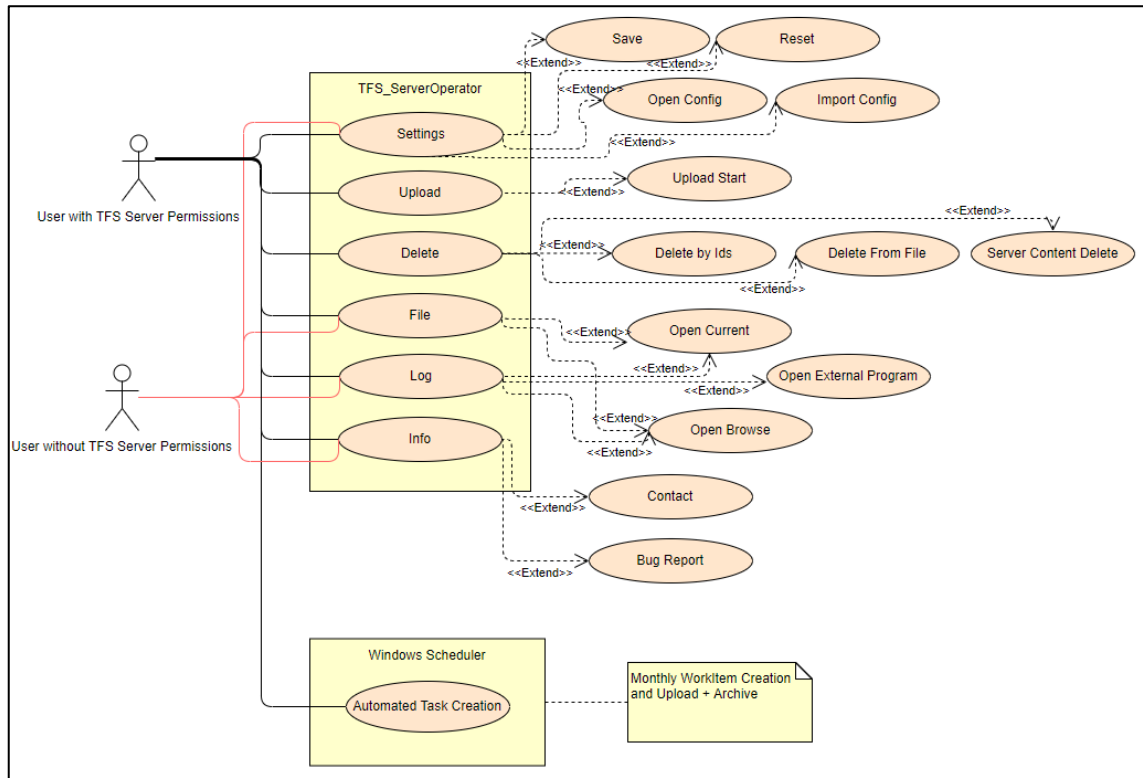 Save
Reset
<<Extend>>
<<Extend>>
TFS_ServerOperator
Open Config
Import Config
<<Extend>>
Settings
<<Extend>>
User with TFS Server Permissions
Upload
<<Extend>>
Upload Start
<<Extend>>
Delete
<<Extend>>
Delete by Ids
Delete From File
Server Content Delete
<<Extend>>
File
<<Extend>>
Open Current
<<Extend>>
Log
<<Extend>>
Open External Program
User without TFS Server Permissions
Info
<<Extend>>
Open Browse
<<Extend>>
Contact
<<Extend>>
Bug Report
<<Extend>>
Windows Scheduler
Automated Task Creation
Monthly WorkItem Creation
and Upload + Archive